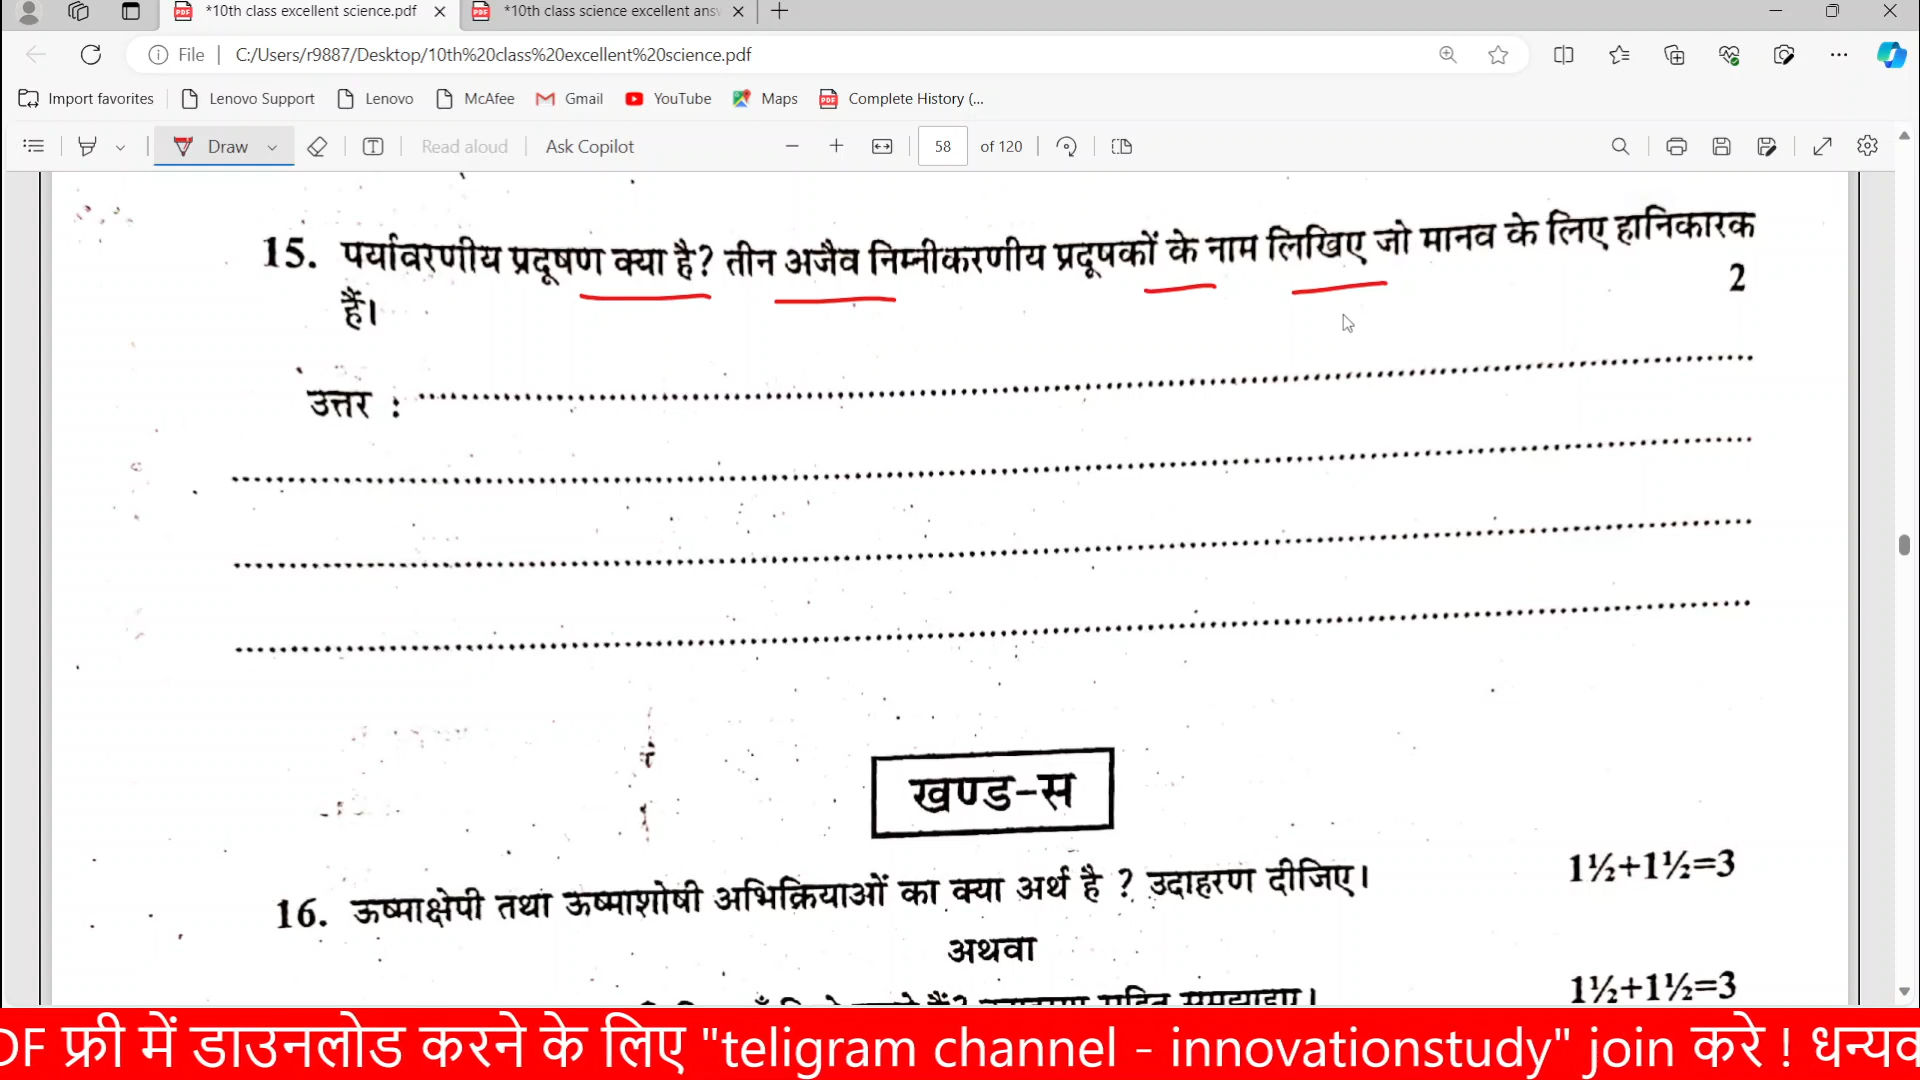 *10th class excellent science.pdf
*10th class science excellent ans
File
C:/Users/r9887/Desktop/10th%20class%20excellent%20science.pdf
Import favorites
Lenovo Support
Lenovo
McAfee
Gmail
YouTube
Maps
Complete History (...
Draw
Read aloud
Ask Copilot
58
of 120
15. पर्यावरणीय प्रदूषण क्या है? तीन अजैव निम्नीकरणीय प्रदूषकों के नाम लिखिए जो मानव के लिए हानिकारक
हैं।
2
उत्तर :
खण्ड-स
16. ऊष्माक्षेपी तथा ऊष्माशोषी अभिक्रियाओं का क्या अर्थ है ? उदाहरण दीजिए।
1½+1½=3
अथवा
1½+1½=3
फ्री में डाउनलोड करने के लिए "teligram channel - innovationstudy" join करे !